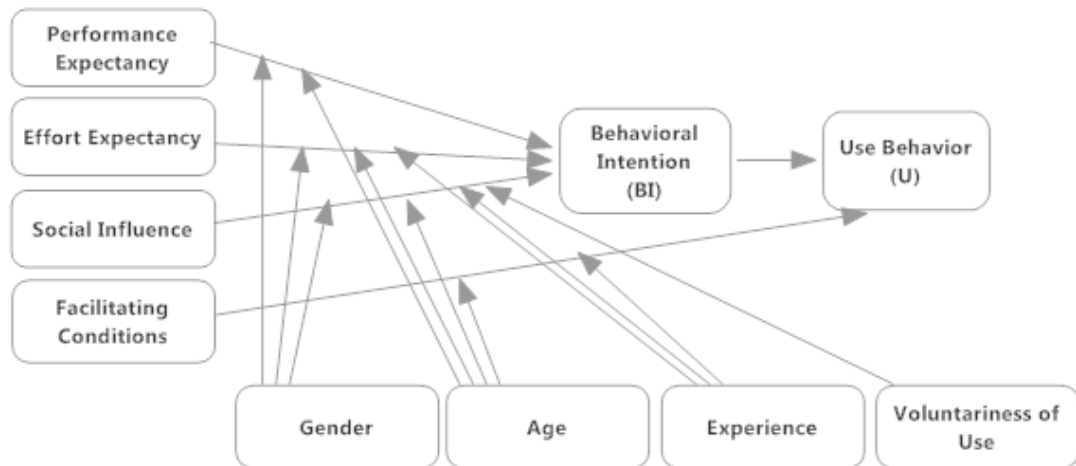 Performance
Expectancy
Effort Expectancy
Social Influence
Facilitating
Conditions
Behavioral
Intention
(BI)
Use Behavior
(U)
Gender
Age
Experience
Voluntariness of
Use